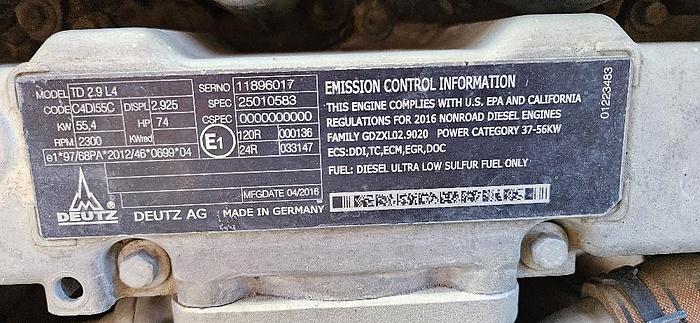 MODEL TD 2.9 L4
CODE C4DI55C DISPL 2.925
KW 55,4 HP 74
RPM 2300 KWred
e1*97/68PA*2012/46*0699*04
SERNO 11896017
SPEC 25010583
CSPEC 0000000000
E1 120R 000136
24R 033147
MFGDATE 04/2016
DEUTZ
DEUTZ AG MADE IN GERMANY
EMISSION CONTROL INFORMATION
THIS ENGINE COMPLIES WITH U.S. EPA AND CALIFORNIA
REGULATIONS FOR 2016 NONROAD DIESEL ENGINES.
FAMILY GDZXL02.9020 POWER CATEGORY 37-56KW
ECS:DDI,TC,ECM,EGR,DOC
FUEL: DIESEL ULTRA LOW SULFUR FUEL ONLY
01223483